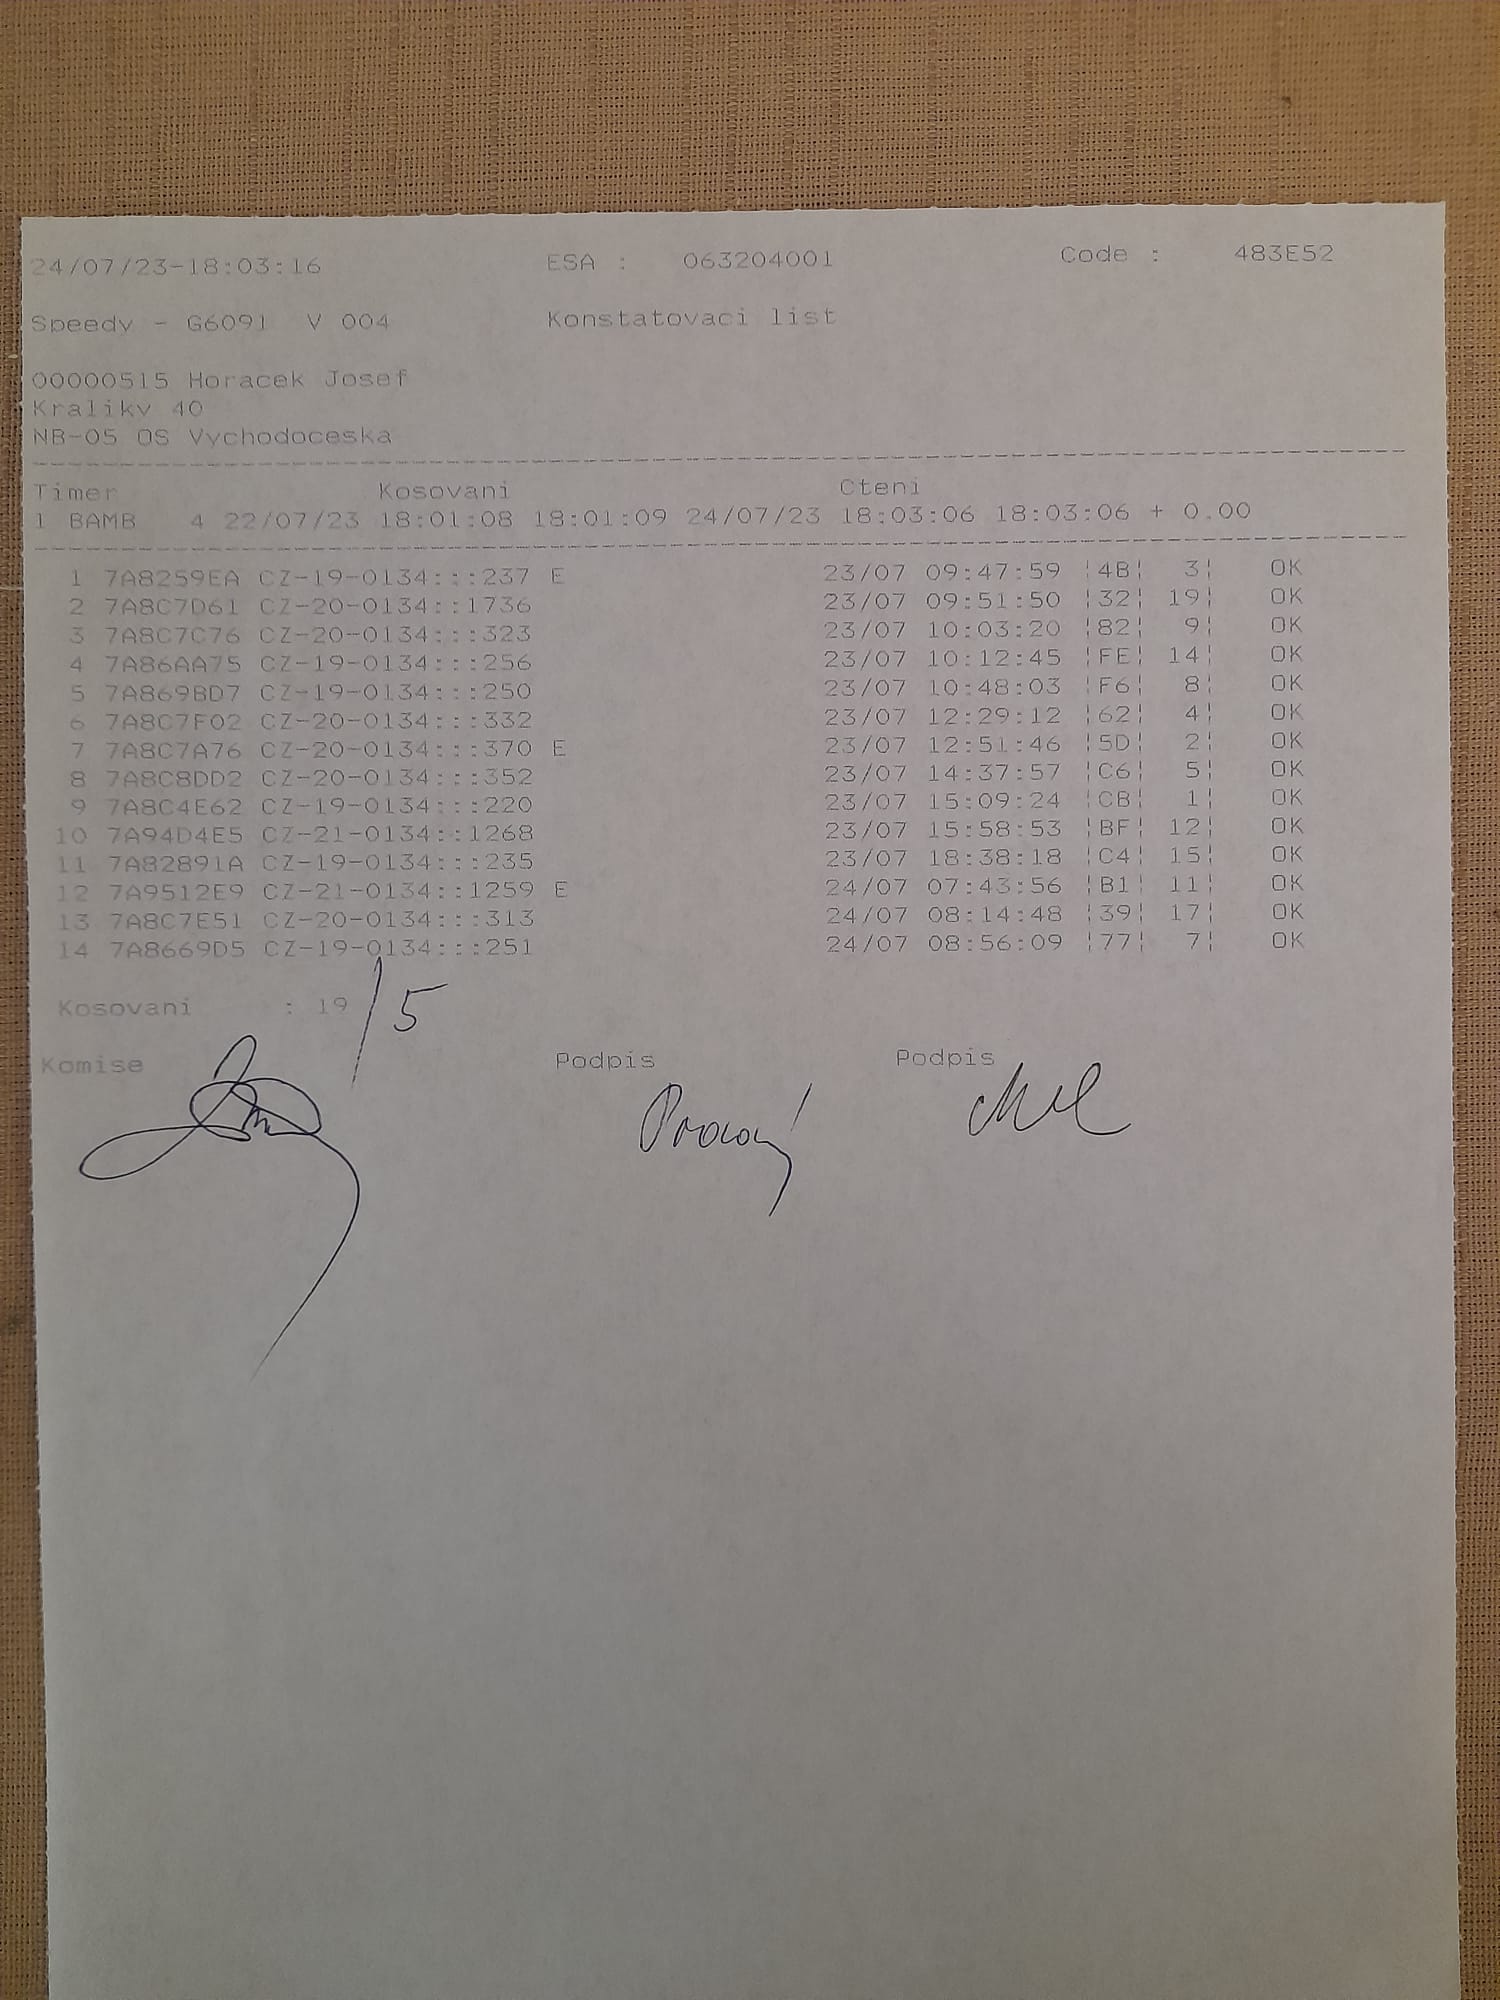 24/07/23-18:03:16 ESA : 063204001 Code : 483E52
Speedy - G6091 V 004 Konstatovaci list
00000515 Horacek Josef
Kraliky 40
NB-05 OS Vychodoceska
Timer Kosovani Cteni
1 BAMB 4 22/07/23 18:01:08 18:01:09 24/07/23 18:03:06 18:03:06 + 0.00
1 7A8259EA CZ-19-0134:::237 E 23/07 09:47:59 ¦4B¦ 3¦ OK
2 7A8C7D61 CZ-20-0134::1736 23/07 09:51:50 ¦32¦ 19¦ OK
3 7A8C7C76 CZ-20-0134:::323 23/07 10:03:20 ¦82¦ 9¦ OK
4 7A86AA75 CZ-19-0134:::256 23/07 10:12:45 ¦FE¦ 14¦ OK
5 7A869BD7 CZ-19-0134:::250 23/07 10:48:03 ¦F6¦ 8¦ OK
6 7A8C7F02 CZ-20-0134:::332 23/07 12:29:12 ¦62¦ 4¦ OK
7 7A8C7A76 CZ-20-0134:::370 E 23/07 12:51:46 ¦5D¦ 2¦ OK
8 7A8C8DD2 CZ-20-0134:::352 23/07 14:37:57 ¦C6¦ 5¦ OK
9 7A8C4E62 CZ-19-0134:::220 23/07 15:09:24 ¦CB¦ 1¦ OK
10 7A94D4E5 CZ-21-0134::1268 23/07 15:58:53 ¦BF¦ 12¦ OK
11 7A82891A CZ-19-0134:::235 23/07 18:38:18 ¦C4¦ 15¦ OK
12 7A9512E9 CZ-21-0134::1259 E 24/07 07:43:56 ¦B1¦ 11¦ OK
13 7A8C7E51 CZ-20-0134:::313 24/07 08:14:48 ¦39¦ 17¦ OK
14 7A8669D5 CZ-19-0134:::251 24/07 08:56:09 ¦77¦ 7¦ OK
Kosovani : 19 / 5
Komise Podpis Podpis